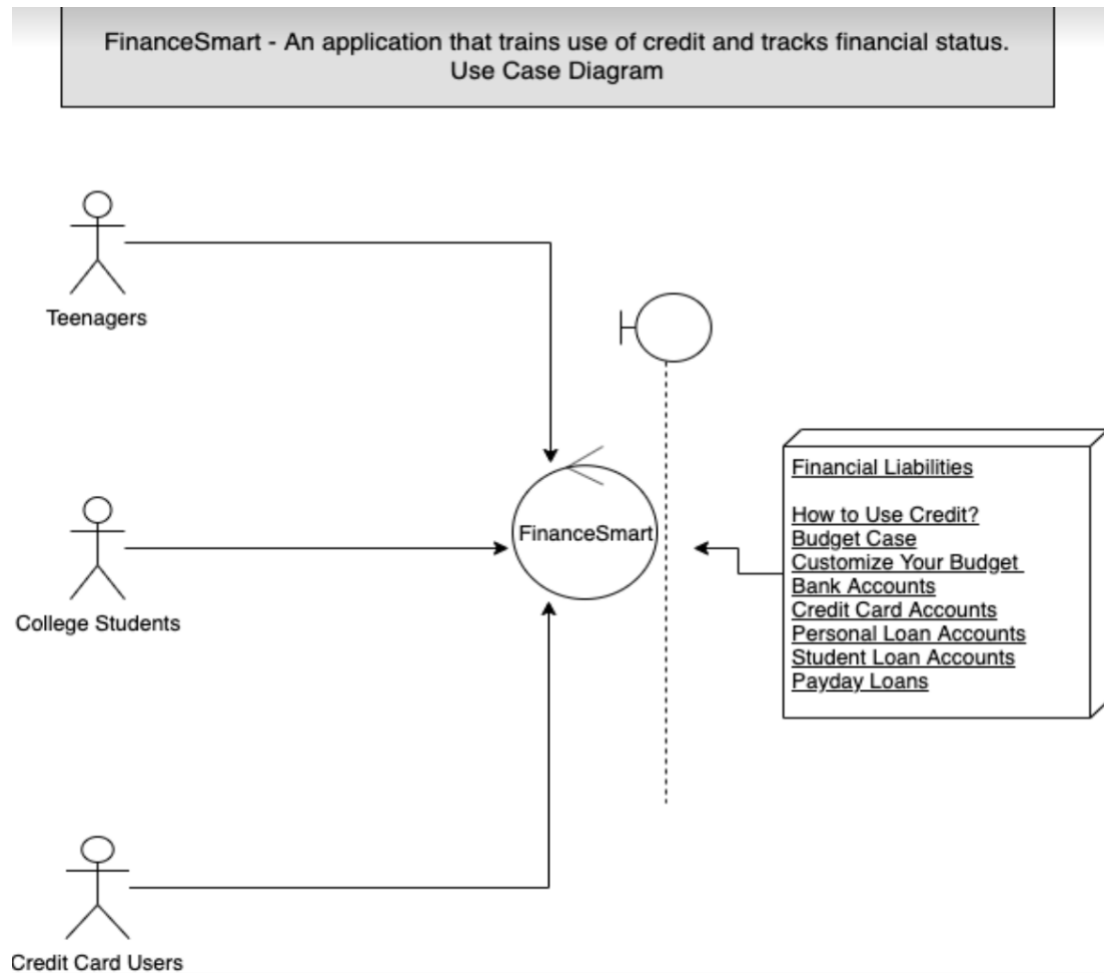 FinanceSmart - An application that trains use of credit and tracks financial status.
Use Case Diagram
Teenagers
FinanceSmart
Financial Liabilities
How to Use Credit?
Budget Case
Customize Your Budget
Bank Accounts
Credit Card Accounts
Personal Loan Accounts
Student Loan Accounts
Payday Loans
College Students
Credit Card Users